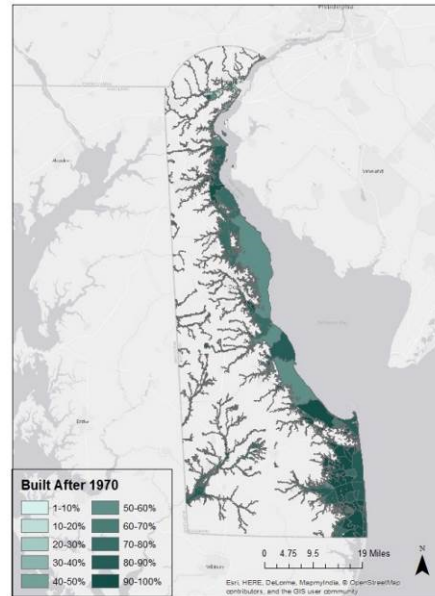 Philadelphia
Dover
Built After 1970
1-10%
10-20%
20-30%
30-40%
40-50%
50-60%
60-70%
70-80%
80-90%
90-100%
0 4.75 9.5 19 Miles
N
Esri, HERE, DeLorme, MapmyIndia, © OpenStreetMap
contributors, and the GIS user community